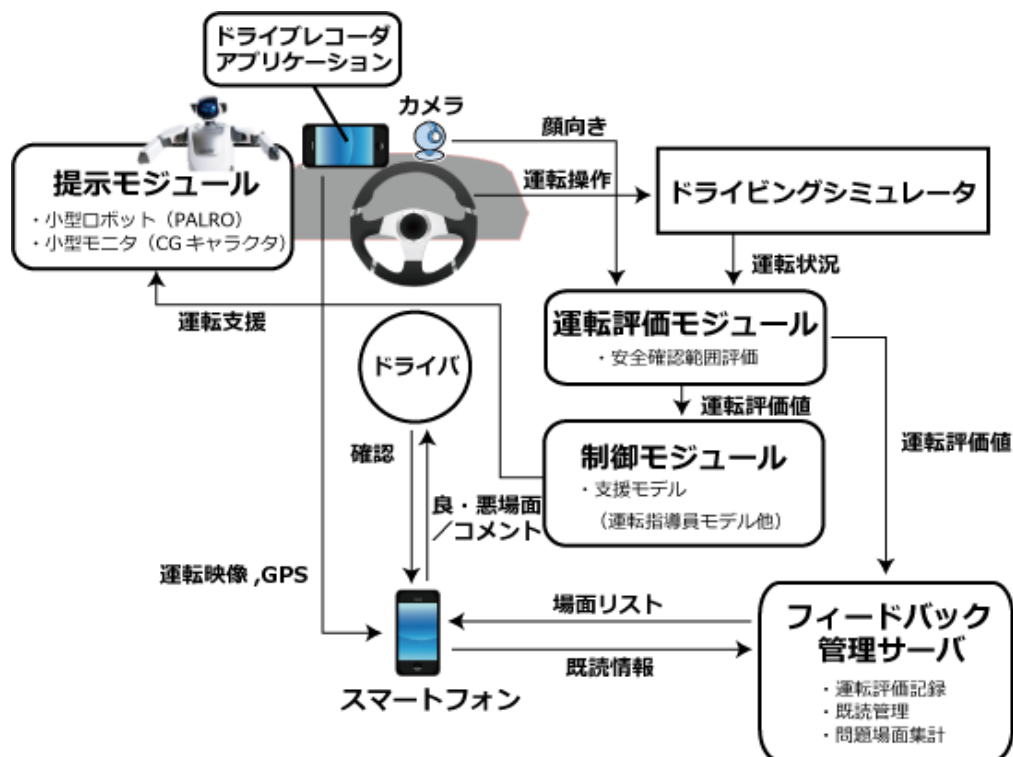 ドライブレコーダ
アプリケーション
カメラ
顔向き
提示モジュール
・小型ロボット（PALRO）
・小型モニタ（CGキャラクタ）
運転操作
ドライビングシミュレータ
運転状況
運転支援
運転評価モジュール
・安全確認範囲評価
ドライバ
運転評価値
運転評価値
確認
制御モジュール
・支援モデル
（運転指導員モデル他）
良・悪場面
／コメント
運転映像,GPS
場面リスト
フィードバック
管理サーバ
既読情報
スマートフォン
・運転評価記録
・既読管理
・問題場面集計